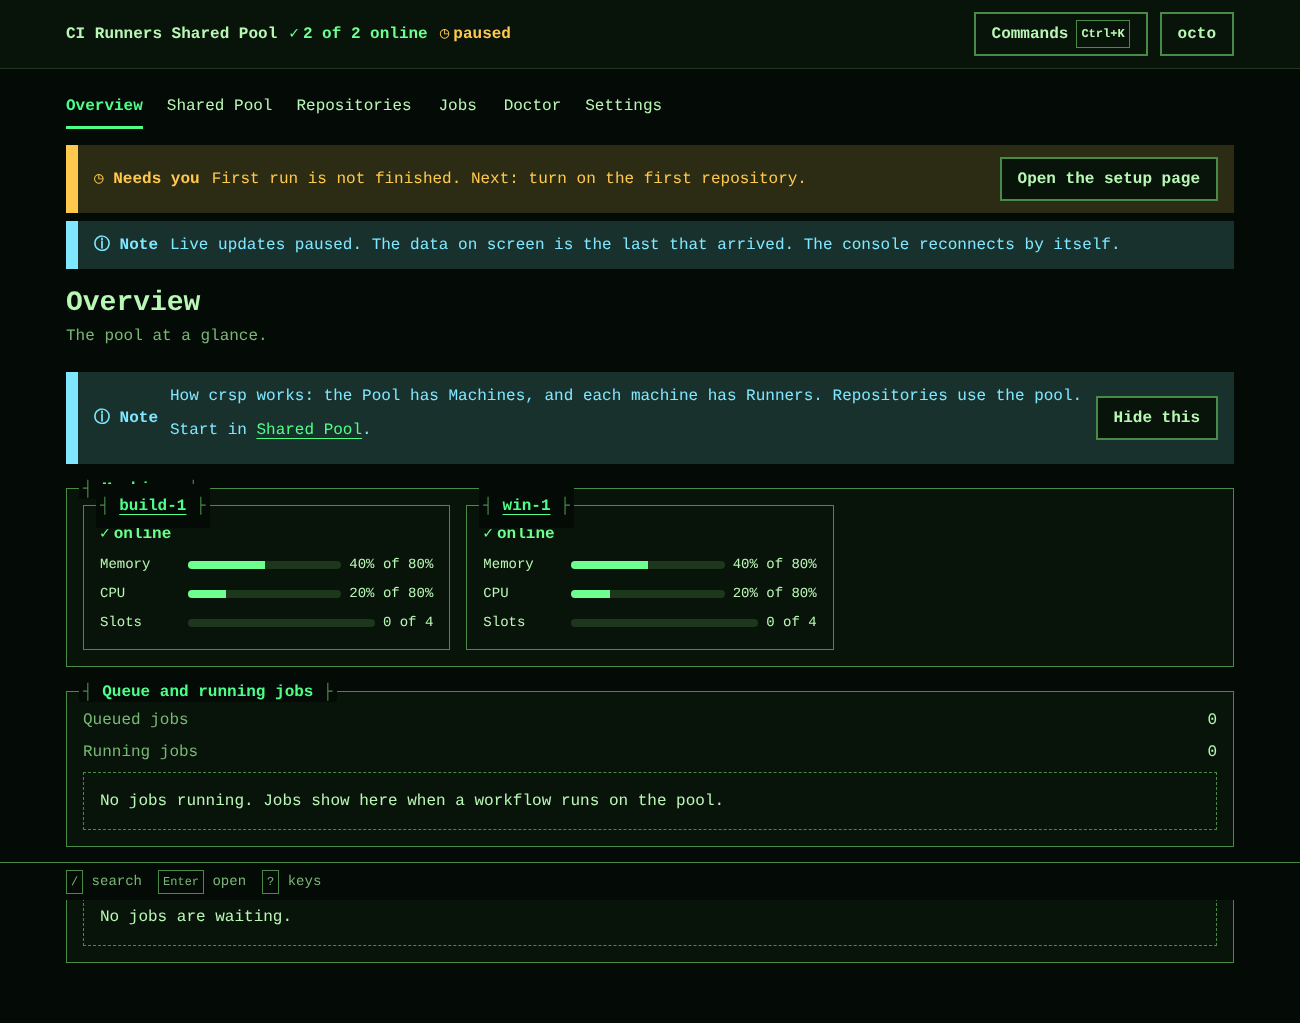 CI Runners Shared Pool ✓ 2 of 2 online ◷ paused
Commands Ctrl+K octo
Overview Shared Pool Repositories Jobs Doctor Settings
◷ Needs you First run is not finished. Next: turn on the first repository. Open the setup page
ⓘ Note Live updates paused. The data on screen is the last that arrived. The console reconnects by itself.
Overview
The pool at a glance.
ⓘ Note How crsp works: the Pool has Machines, and each machine has Runners. Repositories use the pool.
Start in Shared Pool.
Hide this
build-1
✓ online
Memory 40% of 80%
CPU 20% of 80%
Slots 0 of 4
win-1
✓ online
Memory 40% of 80%
CPU 20% of 80%
Slots 0 of 4
Queue and running jobs
Queued jobs 0
Running jobs 0
No jobs running. Jobs show here when a workflow runs on the pool.
/ search Enter open ? keys
No jobs are waiting.